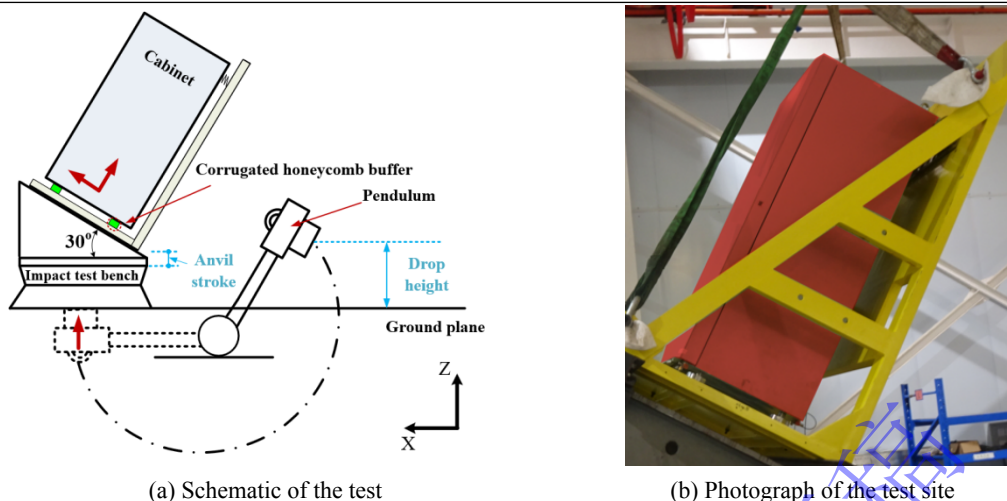 Cabinet
Corrugated honeycomb buffer
Pendulum
30°
Anvil
stroke
Drop
height
Impact test bench
Ground plane
Z
X
(a) Schematic of the test
(b) Photograph of the test site